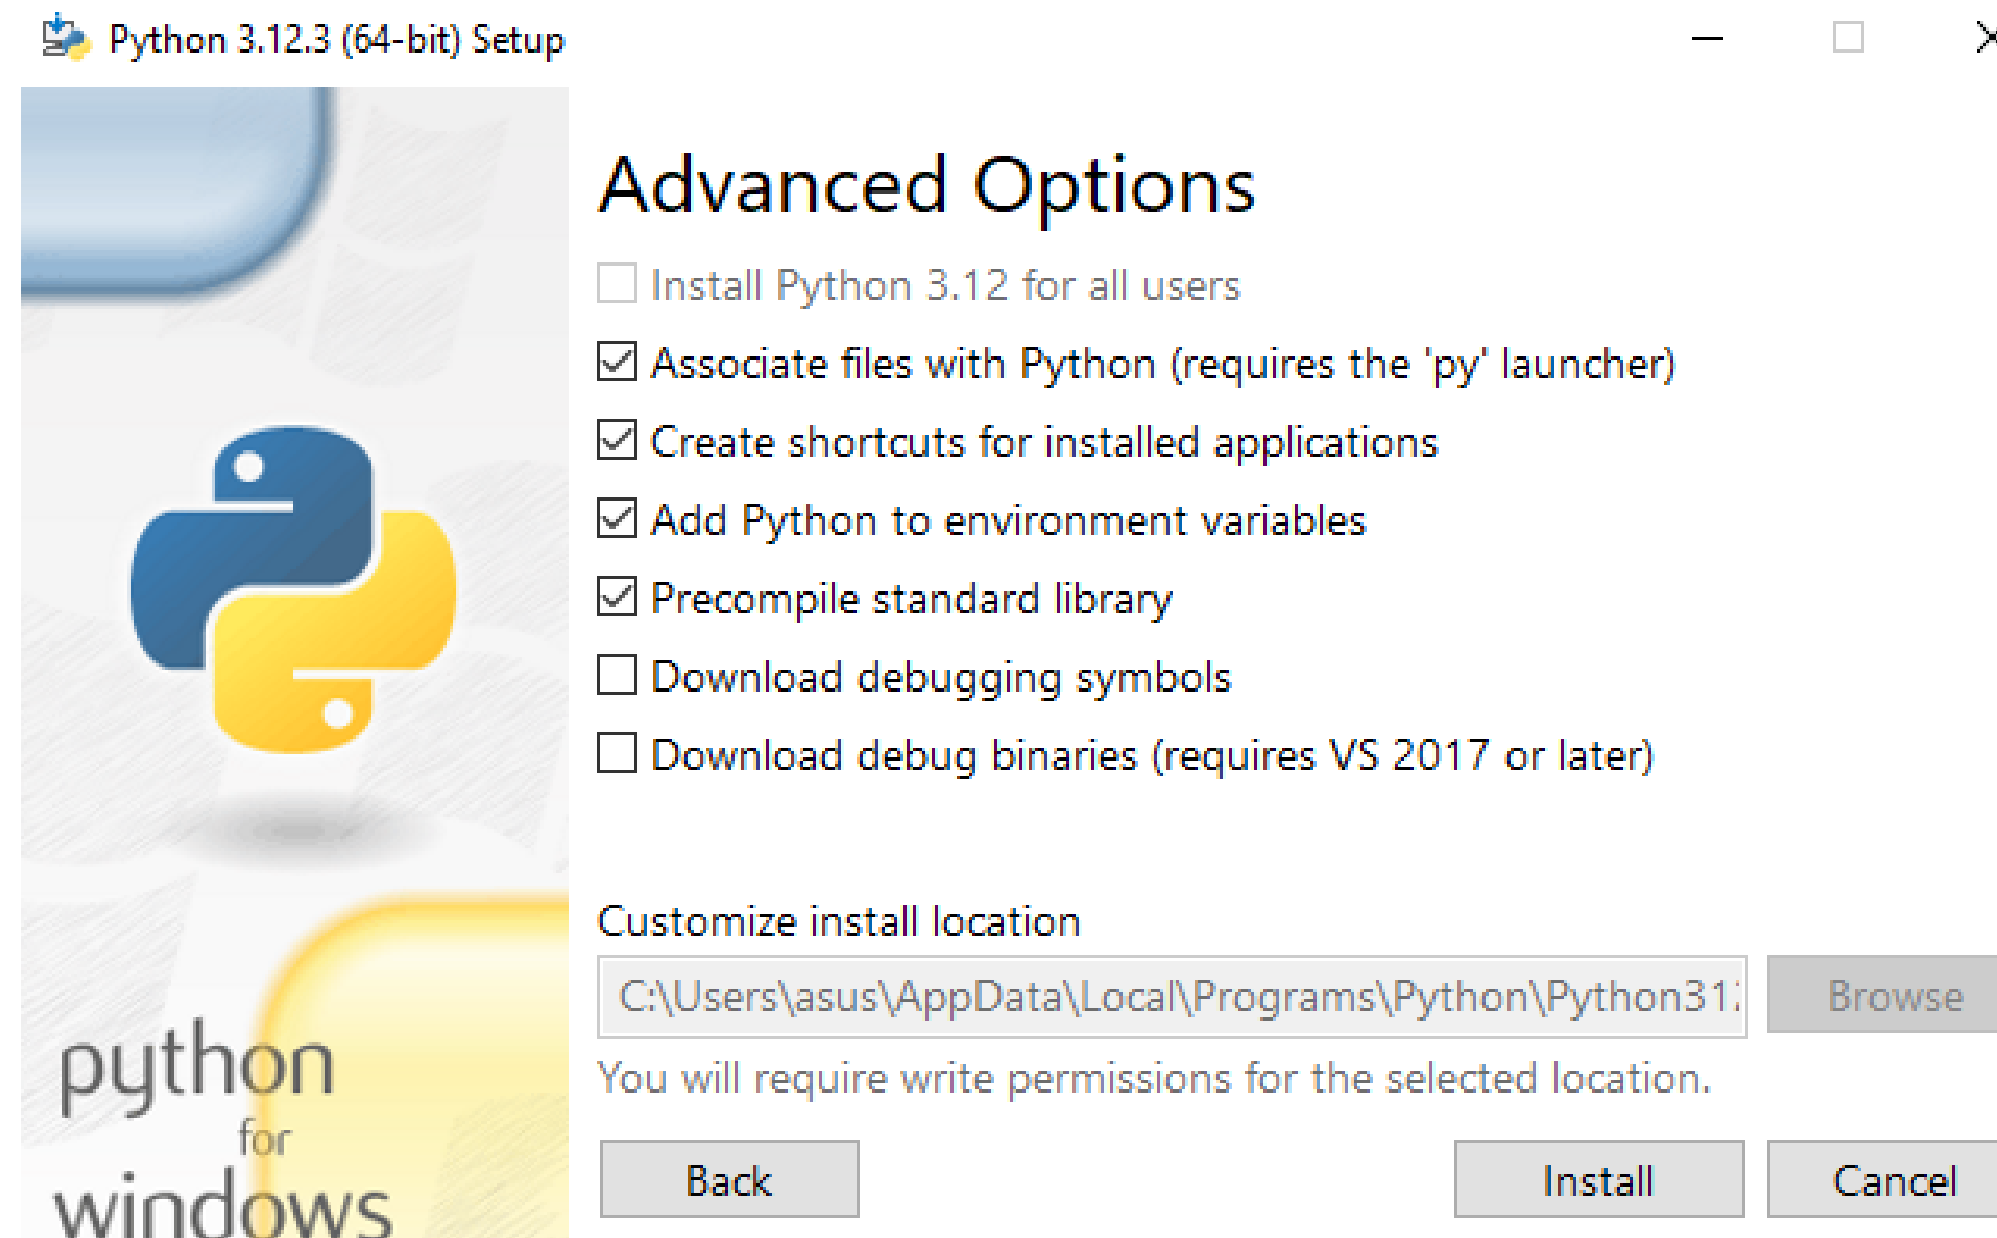 Python 3.12.3 (64-bit) Setup
Advanced Options
Install Python 3.12 for all users
Associate files with Python (requires the 'py' launcher)
Create shortcuts for installed applications
Add Python to environment variables
Precompile standard library
Download debugging symbols
Download debug binaries (requires VS 2017 or later)
Customize install location
C:\Users\asus\AppData\Local\Programs\Python\Python312
Browse
You will require write permissions for the selected location.
python
for
windows
Back
Install
Cancel